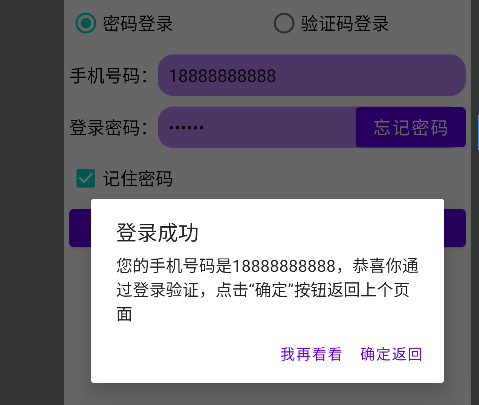 密码登录 验证码登录
手机号码： 18888888888
登录密码： •••••• 忘记密码
记住密码
登录成功
您的手机号码是18888888888，恭喜你通
过登录验证，点击“确定”按钮返回上个页
面
我再看看 确定返回